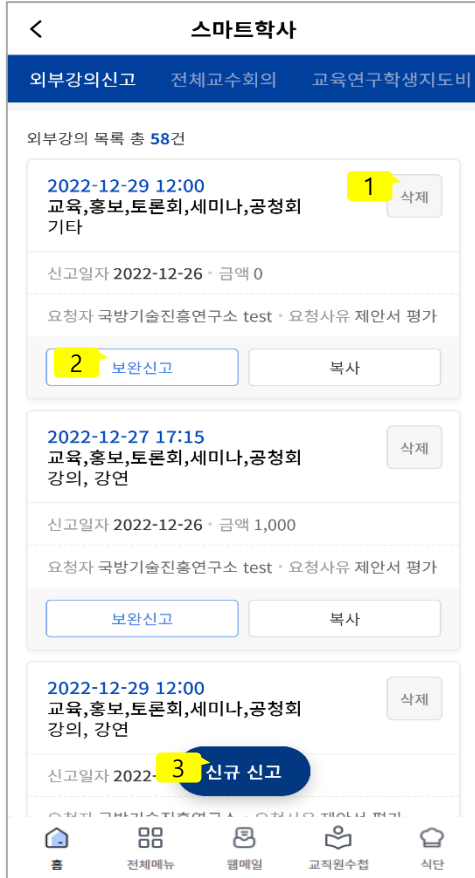 스마트학사
외부강의신고 전체교수회의 교육연구학생지도비
외부강의 목록 총 58건
2022-12-29 12:00
1
삭제
교육,홍보,토론회,세미나,공청회
기타
신고일자 2022-12-26 · 금액 0
요청자 국방기술진흥연구소 test · 요청사유 제안서 평가
2 보완신고 복사
2022-12-27 17:15
삭제
교육,홍보,토론회,세미나,공청회
강의, 강연
신고일자 2022-12-26 · 금액 1,000
요청자 국방기술진흥연구소 test · 요청사유 제안서 평가
보완신고 복사
2022-12-29 12:00
삭제
교육,홍보,토론회,세미나,공청회
강의, 강연
신고일자 2022-
3 신규 신고
홈 전체메뉴 웹메일 교직원수첩 식단